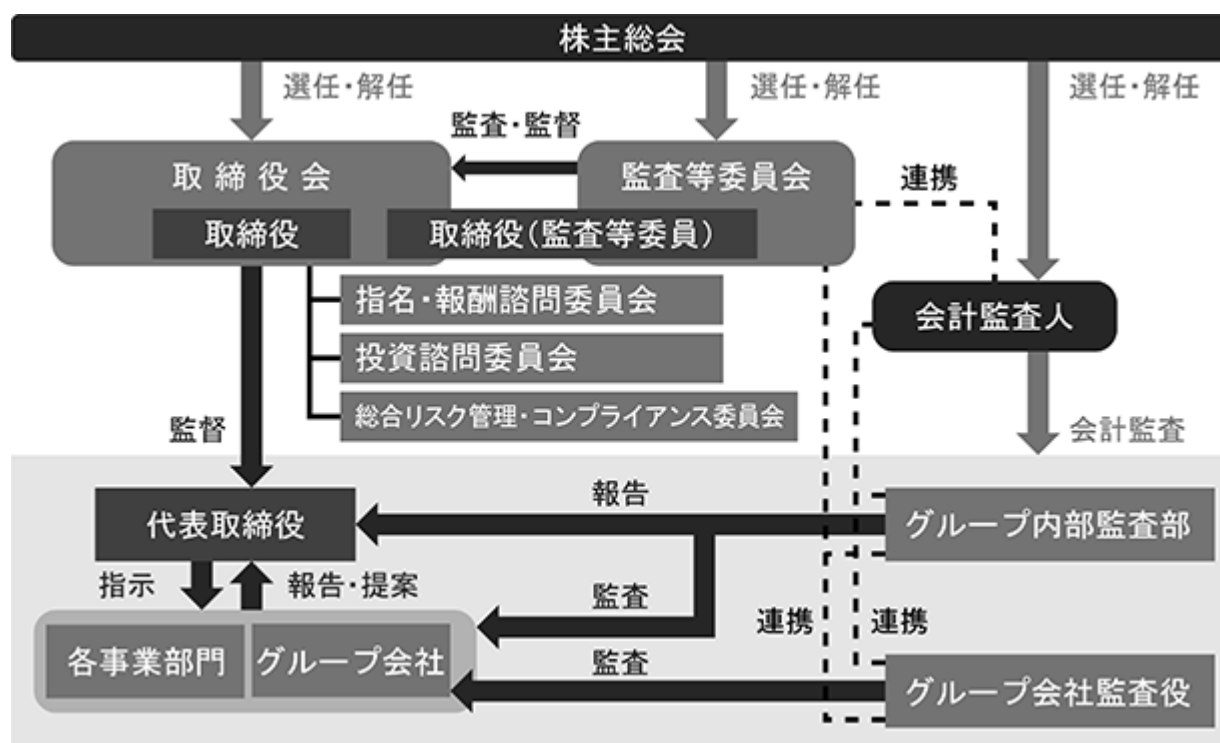 株主総会
選任・解任
選任・解任
選任・解任
監査・監督
取締役会
監査等委員会
連携
取締役
取締役（監査等委員）
指名・報酬諮問委員会
会計監査人
投資諮問委員会
総合リスク管理・コンプライアンス委員会
監督
会計監査
報告
代表取締役
グループ内部監査部
指示
報告・提案
監査
連携
連携
各事業部門
グループ会社
監査
グループ会社監査役